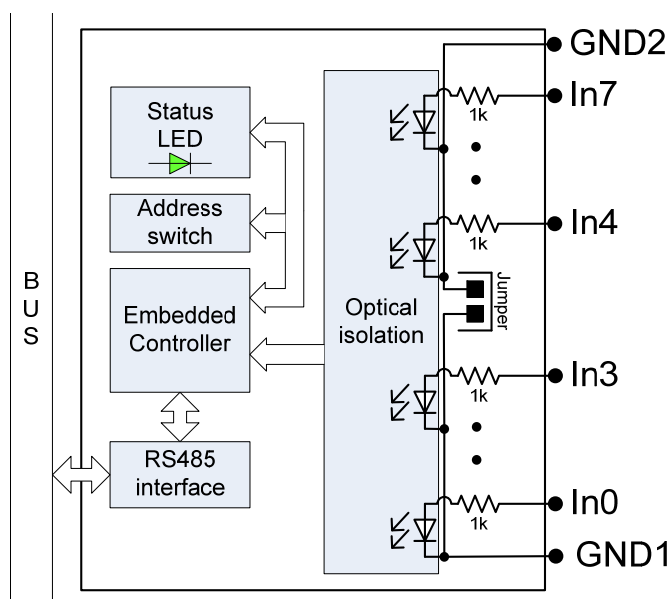 GND2
In7
1k
Status
LED
Address
switch
In4
1k
BUS
Embedded
Controller
Optical
isolation
Jumper
In3
1k
RS485
interface
In0
1k
GND1